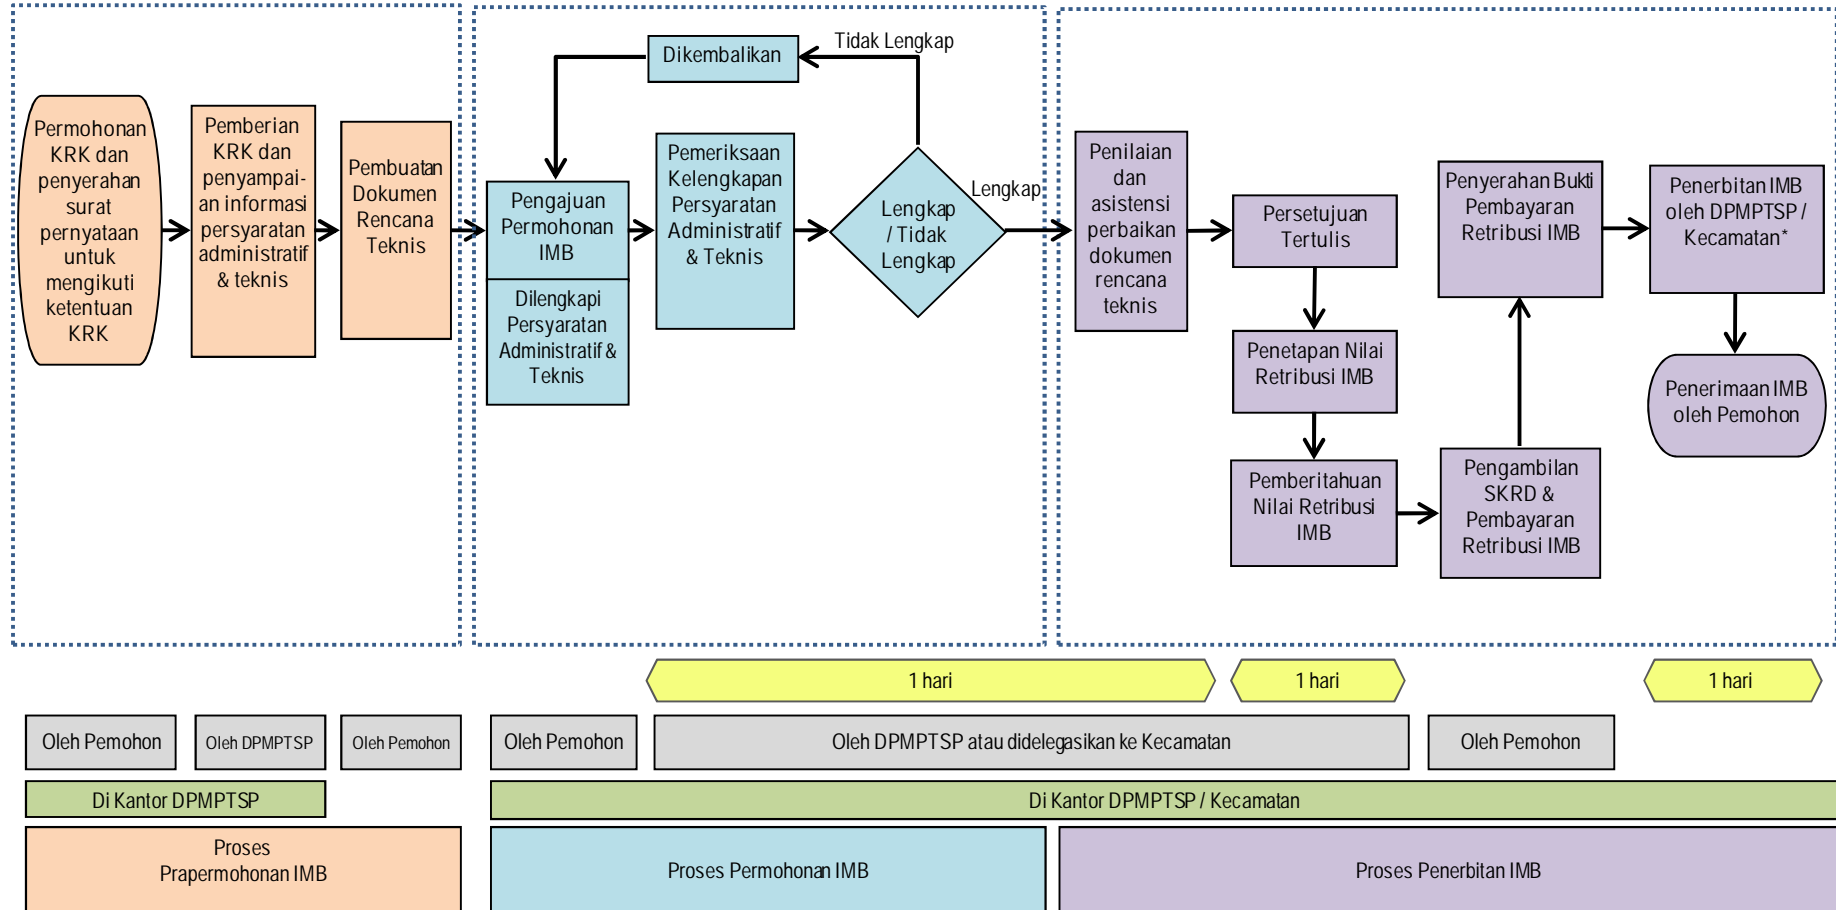 Permohonan
KRK dan
penyerahan
surat
pernyataan
untuk
mengikuti
ketentuan
KRK
Pemberian
KRK dan
penyampai-
an informasi
persyaratan
administratif
& teknis
Pembuatan
Dokumen
Rencana
Teknis
Dikembalikan
Tidak Lengkap
Pengajuan
Permohonan
IMB
Dilengkapi
Persyaratan
Administratif &
Teknis
Pemeriksaan
Kelengkapan
Persyaratan
Administratif
& Teknis
Lengkap
/ Tidak
Lengkap
Lengkap
Penilaian
dan
asistensi
perbaikan
dokumen
rencana
teknis
Persetujuan
Tertulis
Penetapan Nilai
Retribusi IMB
Pemberitahuan
Nilai Retribusi
IMB
Pengambilan
SKRD &
Pembayaran
Retribusi IMB
Penyerahan Bukti
Pembayaran
Retribusi IMB
Penerbitan IMB
oleh DPMPTSP /
Kecamatan*
Penerimaan IMB
oleh Pemohon
1 hari
1 hari
1 hari
Oleh Pemohon
Oleh DPMPTSP
Oleh Pemohon
Oleh Pemohon
Oleh DPMPTSP atau didelegasikan ke Kecamatan
Oleh Pemohon
Di Kantor DPMPTSP
Di Kantor DPMPTSP / Kecamatan
Proses
Prapermohonan IMB
Proses Permohonan IMB
Proses Penerbitan IMB